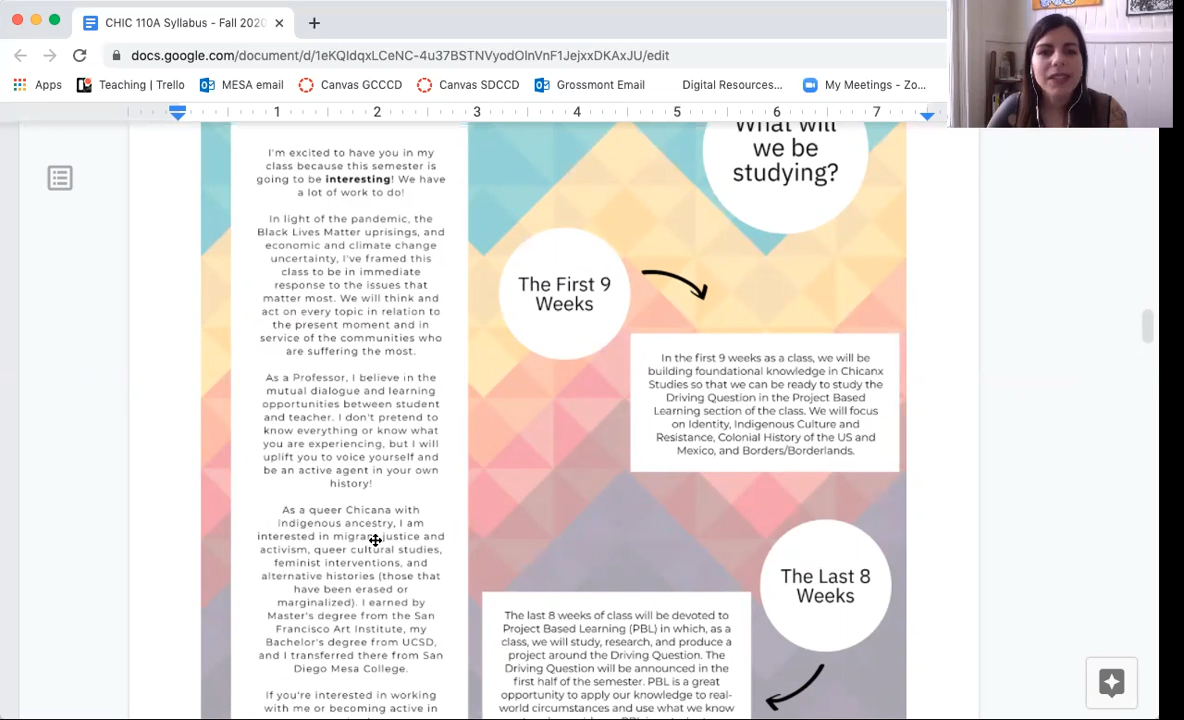 CHIC 110A Syllabus - Fall 2020
docs.google.com/document/d/1eKQIdqxLCeNC-4u37BSTNVyodOlnVnF1JejxxDKAxJU/edit
Apps
Teaching | Trello
MESA email
Canvas GCCCD
Canvas SDCCD
Grossmont Email
Digital Resources...
My Meetings - Zo...
1 2 3 4 5 6 7
I'm excited to have you in my
class because this semester is
going to be interesting! We have
a lot of work to do!
In light of the pandemic, the
Black Lives Matter uprisings, and
economic and climate change
uncertainty, I've framed this
class to be in immediate
response to the issues that
matter most. We will think and
act on every topic in relation to
the present moment and in
service of the communities who
are suffering the most.
As a Professor, I believe in the
mutual dialogue and learning
opportunities between student
and teacher. I don't pretend to
know everything or know what
you are experiencing, but I will
uplift you to voice yourself and
be an active agent in your own
history!
As a queer Chicana with
Indigenous ancestry, I am
interested in migrant justice and
activism, queer cultural studies,
feminist interventions, and
alternative histories (those that
have been erased or
marginalized). I earned by
Master's degree from the San
Francisco Art Institute, my
Bachelor's degree from UCSD,
and I transferred there from San
Diego Mesa College.
If you're interested in working
with me or becoming active in
What will
we be
studying?
The First 9
Weeks
In the first 9 weeks as a class, we will be
building foundational knowledge in Chicanx
Studies so that we can be ready to study the
Driving Question in the Project Based
Learning section of the class. We will focus
on Identity, Indigenous Culture and
Resistance, Colonial History of the US and
Mexico, and Borders/Borderlands.
The Last 8
Weeks
The last 8 weeks of class will be devoted to
Project Based Learning (PBL) in which, as a
class, we will study, research, and produce a
project around the Driving Question. The
Driving Question will be announced in the
first half of the semester. PBL is a great
opportunity to apply our knowledge to real-
world circumstances and use what we know